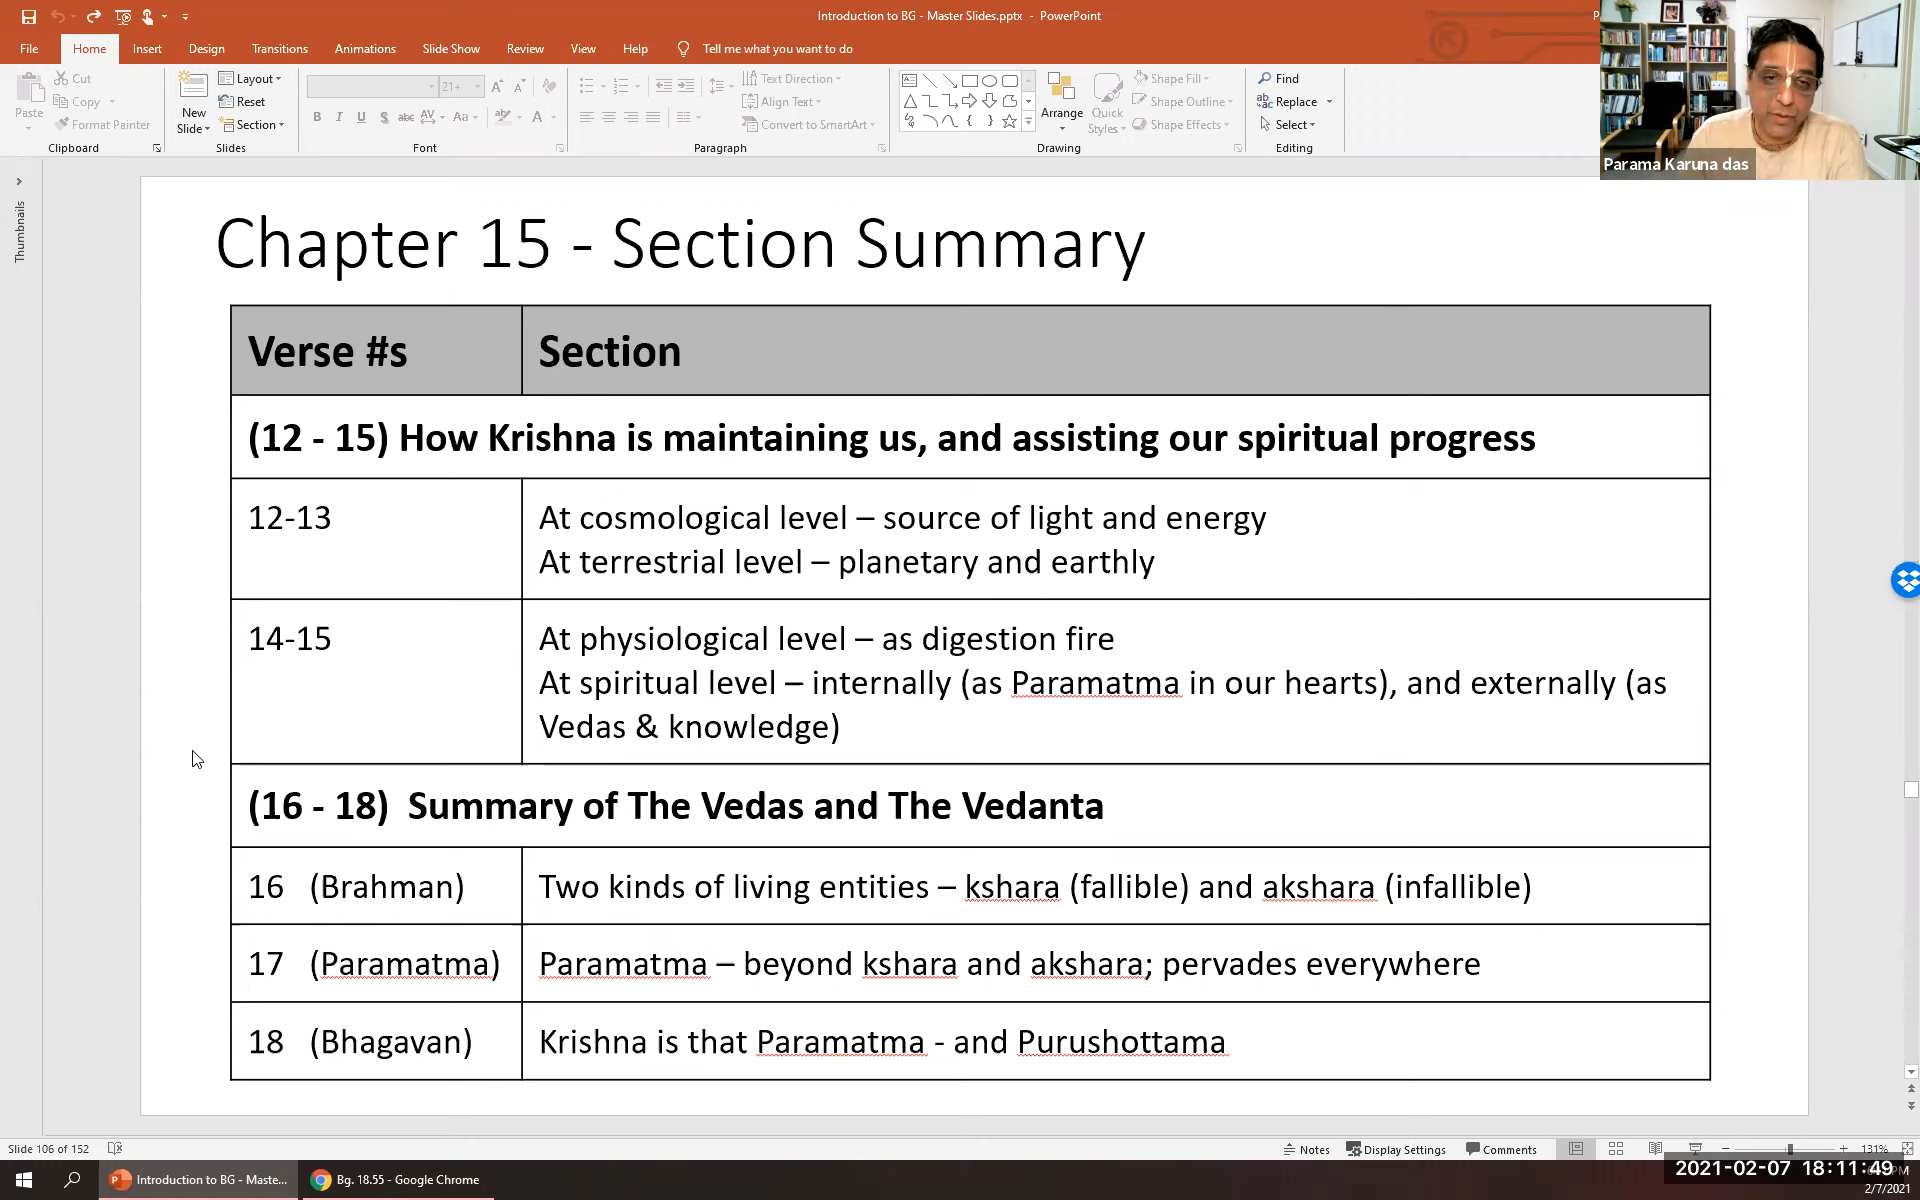 Introduction to BG - Master Slides.pptx - PowerPoint
P
File Home Insert Design Transitions Animations Slide Show Review View Help Tell me what you want to do
Paste
Cut
Copy
Format Painter
Clipboard
New Slide
Layout
Reset
Section
Slides
21+
B I U S abc AV Aa
A
Font
Text Direction
Align Text
Convert to SmartArt
Paragraph
Arrange
Quick Styles
Shape Fill
Shape Outline
Shape Effects
Drawing
Find
Replace
Select
Editing
Parama Karuna das
Thumbnails
Chapter 15 - Section Summary
Verse #s Section
(12 - 15) How Krishna is maintaining us, and assisting our spiritual progress
12-13 At cosmological level – source of light and energy
At terrestrial level – planetary and earthly
14-15 At physiological level – as digestion fire
At spiritual level – internally (as Paramatma in our hearts), and externally (as
Vedas & knowledge)
(16 - 18) Summary of The Vedas and The Vedanta
16 (Brahman) Two kinds of living entities – kshara (fallible) and akshara (infallible)
17 (Paramatma) Paramatma – beyond kshara and akshara; pervades everywhere
18 (Bhagavan) Krishna is that Paramatma - and Purushottama
Slide 106 of 152 Notes Display Settings Comments 131%
Introduction to BG - Maste... Bg. 18.55 - Google Chrome
2021-02-07 18:11:49
2/7/2021